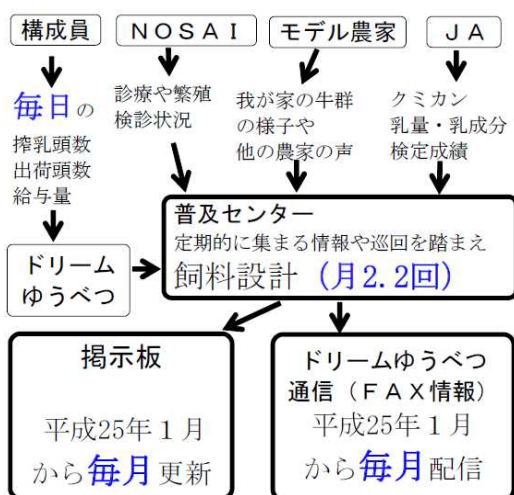 構成員
NOSAI
モデル農家
JA
毎日の
搾乳頭数
出荷頭数
給与量
診療や繁殖
検診状況
我が家の牛群
の様子や
他の農家の声
クミカン
乳量・乳成分
検定成績
ドリーム
ゆうべつ
普及センター
定期的に集まる情報や巡回を踏まえ
飼料設計（月2.2回）
掲示板
平成25年１月
から毎月更新
ドリームゆうべつ
通信（ＦＡＸ情報）
平成25年１月
から毎月配信